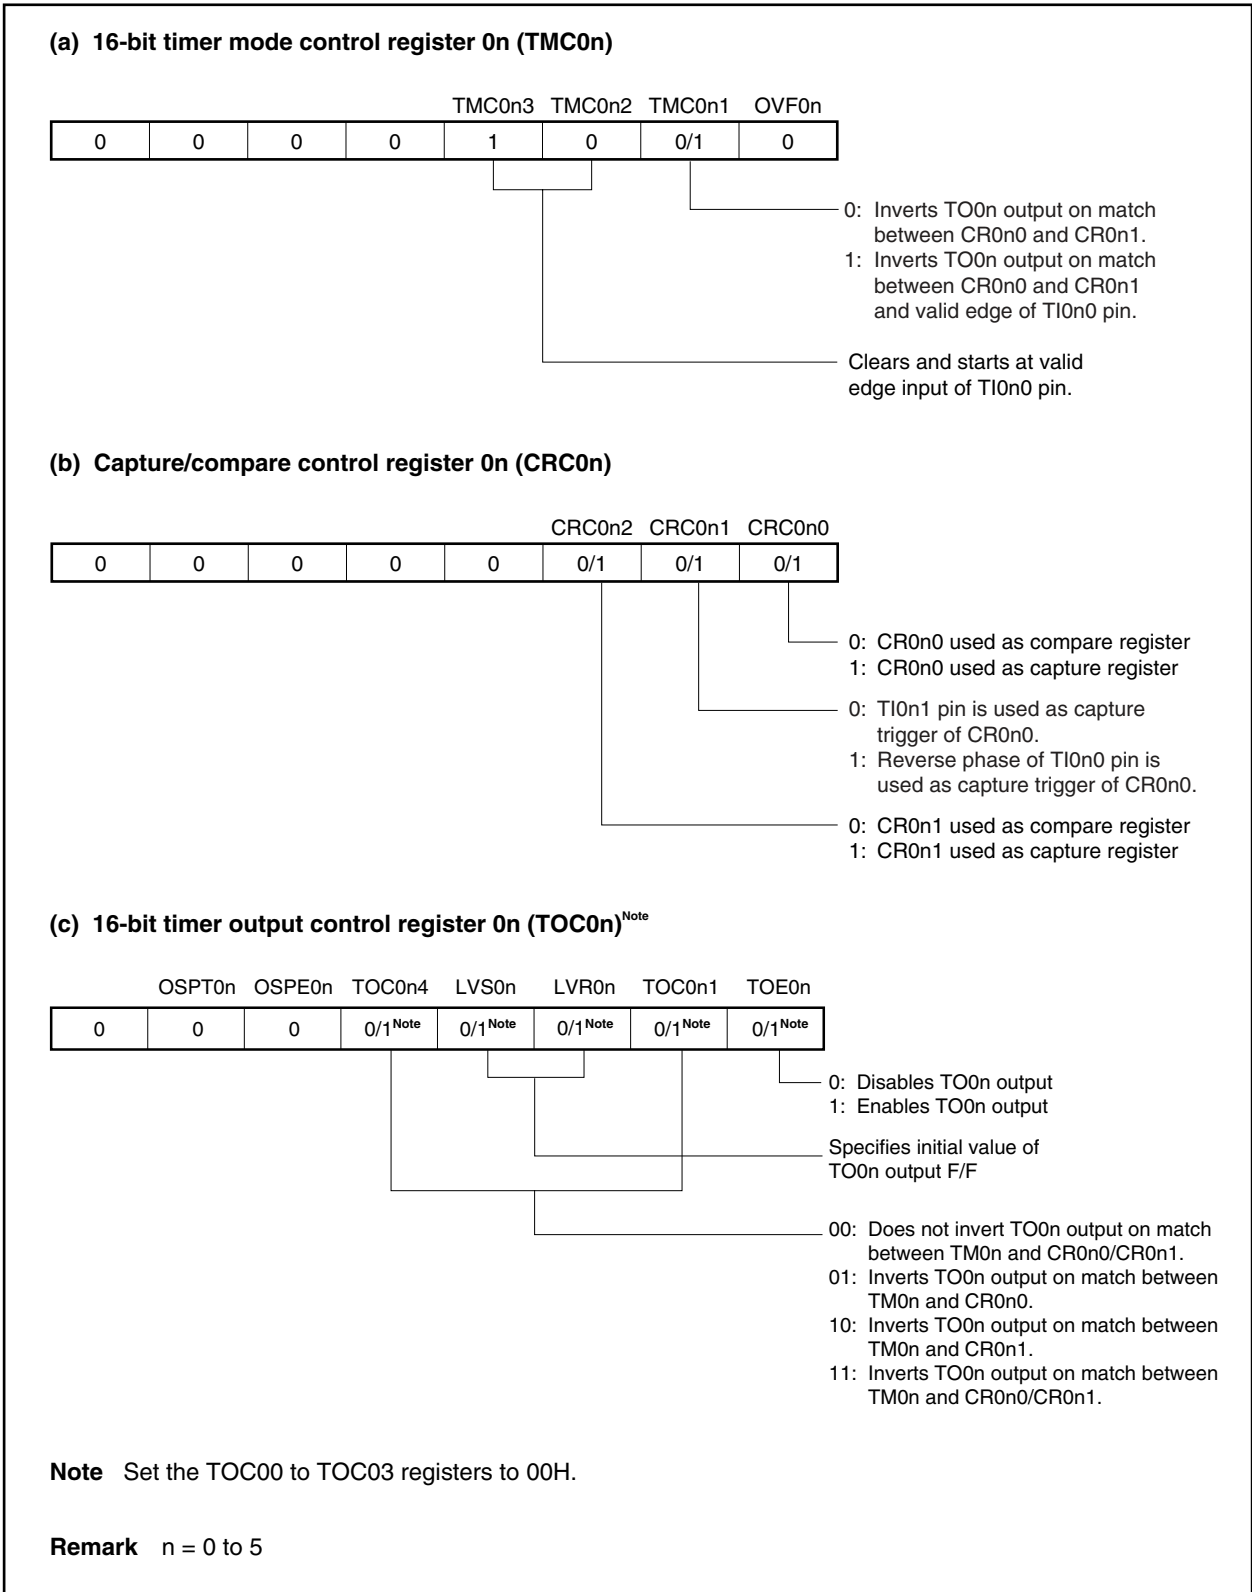 (a) 16-bit timer mode control register 0n (TMC0n)
TMC0n3 TMC0n2 TMC0n1 OVF0n
0 0 0 0 1 0 0/1 0
0: Inverts TO0n output on match
between CR0n0 and CR0n1.
1: Inverts TO0n output on match
between CR0n0 and CR0n1
and valid edge of TI0n0 pin.
Clears and starts at valid
edge input of TI0n0 pin.
(b) Capture/compare control register 0n (CRC0n)
CRC0n2 CRC0n1 CRC0n0
0 0 0 0 0 0/1 0/1 0/1
0: CR0n0 used as compare register
1: CR0n0 used as capture register
0: TI0n1 pin is used as capture
trigger of CR0n0.
1: Reverse phase of TI0n0 pin is
used as capture trigger of CR0n0.
0: CR0n1 used as compare register
1: CR0n1 used as capture register
(c) 16-bit timer output control register 0n (TOC0n)Note
OSPT0n OSPE0n TOC0n4 LVS0n LVR0n TOC0n1 TOE0n
0 0 0 0/1Note 0/1Note 0/1Note 0/1Note 0/1Note
0: Disables TO0n output
1: Enables TO0n output
Specifies initial value of
TO0n output F/F
00: Does not invert TO0n output on match
between TM0n and CR0n0/CR0n1.
01: Inverts TO0n output on match between
TM0n and CR0n0.
10: Inverts TO0n output on match between
TM0n and CR0n1.
11: Inverts TO0n output on match between
TM0n and CR0n0/CR0n1.
Note Set the TOC00 to TOC03 registers to 00H.
Remark n = 0 to 5